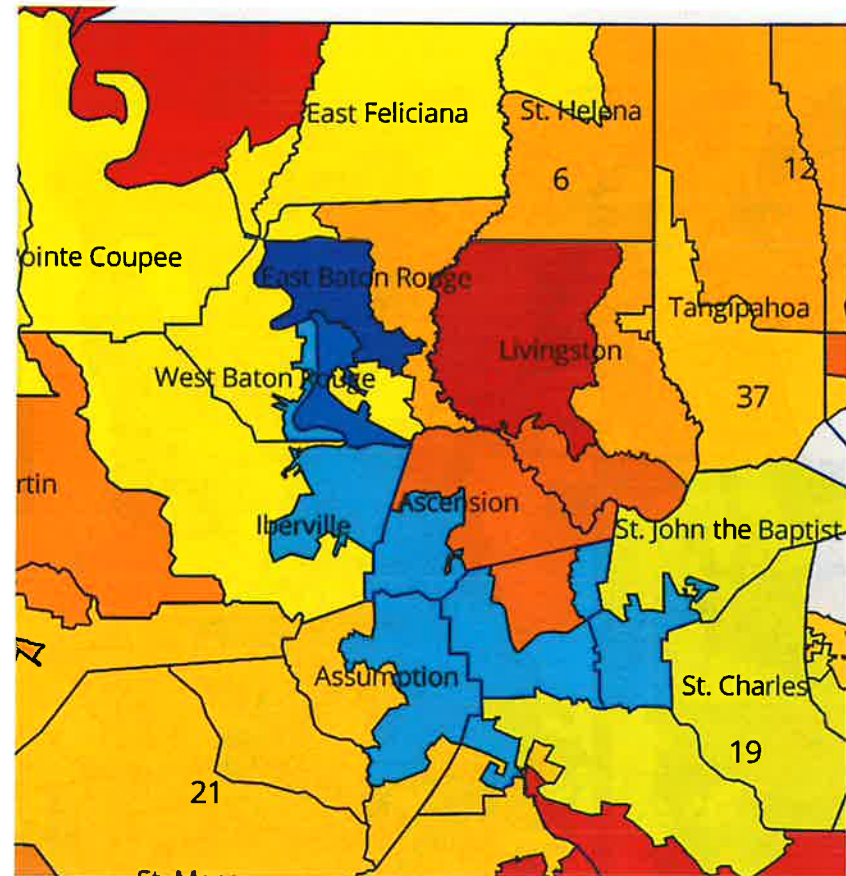 East Feliciana
St. Helena
6
12
ointe Coupee
East Baton Rouge
Tangipahoa
Livingston
West Baton Rouge
37
rtin
Ascension
Iberville
St. John the Baptist
Assumption
St. Charles
19
21